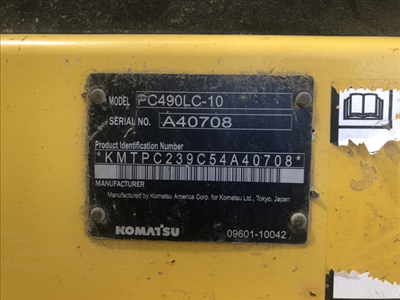 MODEL PC490LC-10
SERIAL NO. A40708
Product Identification Number
*KMTPC239C54A40708*
Manufactured by Komatsu America Corp. for Komatsu Ltd., Tokyo, Japan
KOMATSU 09601-10042